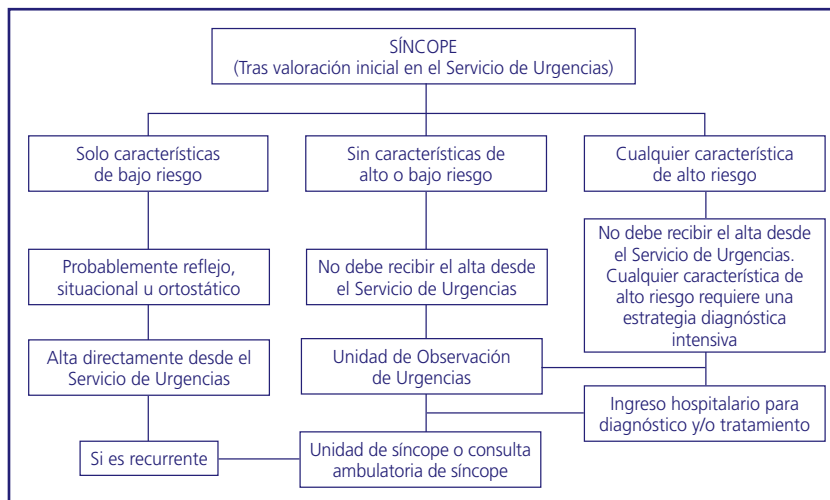 SÍNCOPE
(Tras valoración inicial en el Servicio de Urgencias)
Solo características
de bajo riesgo
Sin características de
alto o bajo riesgo
Cualquier característica
de alto riesgo
Probablemente reflejo,
situacional u ortostático
No debe recibir el alta desde
el Servicio de Urgencias
No debe recibir el alta desde
el Servicio de Urgencias.
Cualquier característica de
alto riesgo requiere una
estrategia diagnóstica
intensiva
Alta directamente desde el
Servicio de Urgencias
Unidad de Observación
de Urgencias
Ingreso hospitalario para
diagnóstico y/o tratamiento
Si es recurrente
Unidad de síncope o consulta
ambulatoria de síncope